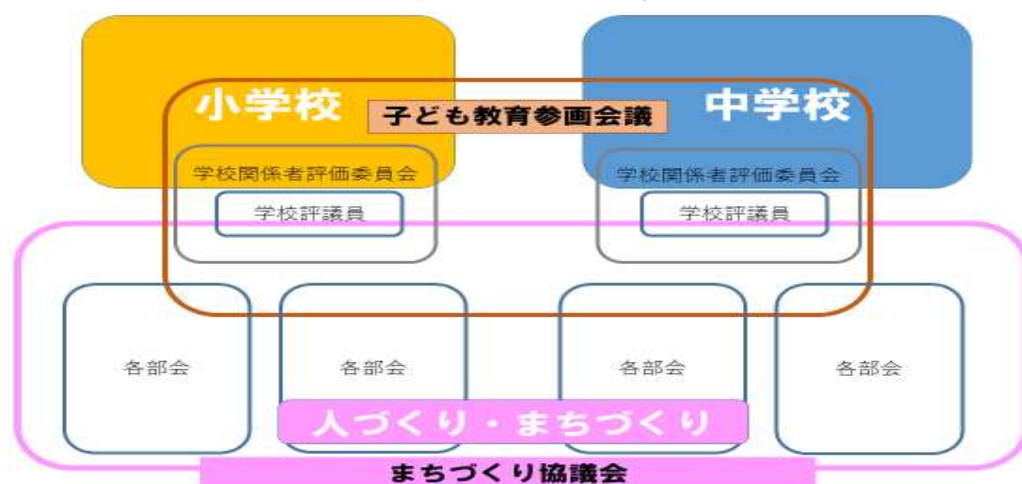 小学校
中学校
子ども教育参画会議
学校関係者評価委員会
学校関係者評価委員会
学校評議員
学校評議員
各部会
各部会
各部会
各部会
人づくり・まちづくり
まちづくり協議会